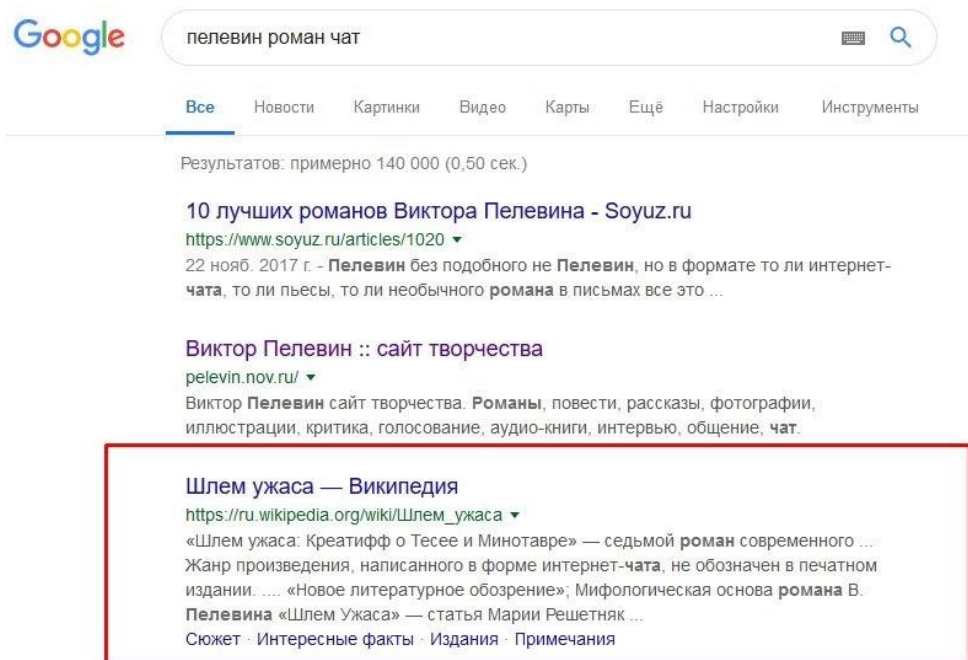 Google
пелевин роман чат
Все Новости Картинки Видео Карты Ещё Настройки Инструменты
Результатов: примерно 140 000 (0,50 сек.)
10 лучших романов Виктора Пелевина - Soyuz.ru
https://www.soyuz.ru/articles/1020
22 нояб. 2017 г. - Пелевин без подобного не Пелевин, но в формате то ли интернет-
чата, то ли пьесы, то ли необычного романа в письмах все это ...
Виктор Пелевин :: сайт творчества
pelevin.nov.ru/
Виктор Пелевин сайт творчества. Романы, повести, рассказы, фотографии,
иллюстрации, критика, голосование, аудио-книги, интервью, общение, чат.
Шлем ужаса — Википедия
https://ru.wikipedia.org/wiki/Шлем_ужаса
«Шлем ужаса: Креатифф о Тесее и Минотавре» — седьмой роман современного ...
Жанр произведения, написанного в форме интернет-чата, не обозначен в печатном
издании. .... «Новое литературное обозрение»; Мифологическая основа романа В.
Пелевина «Шлем Ужаса» — статья Марии Решетняк ...
Сюжет · Интересные факты · Издания · Примечания